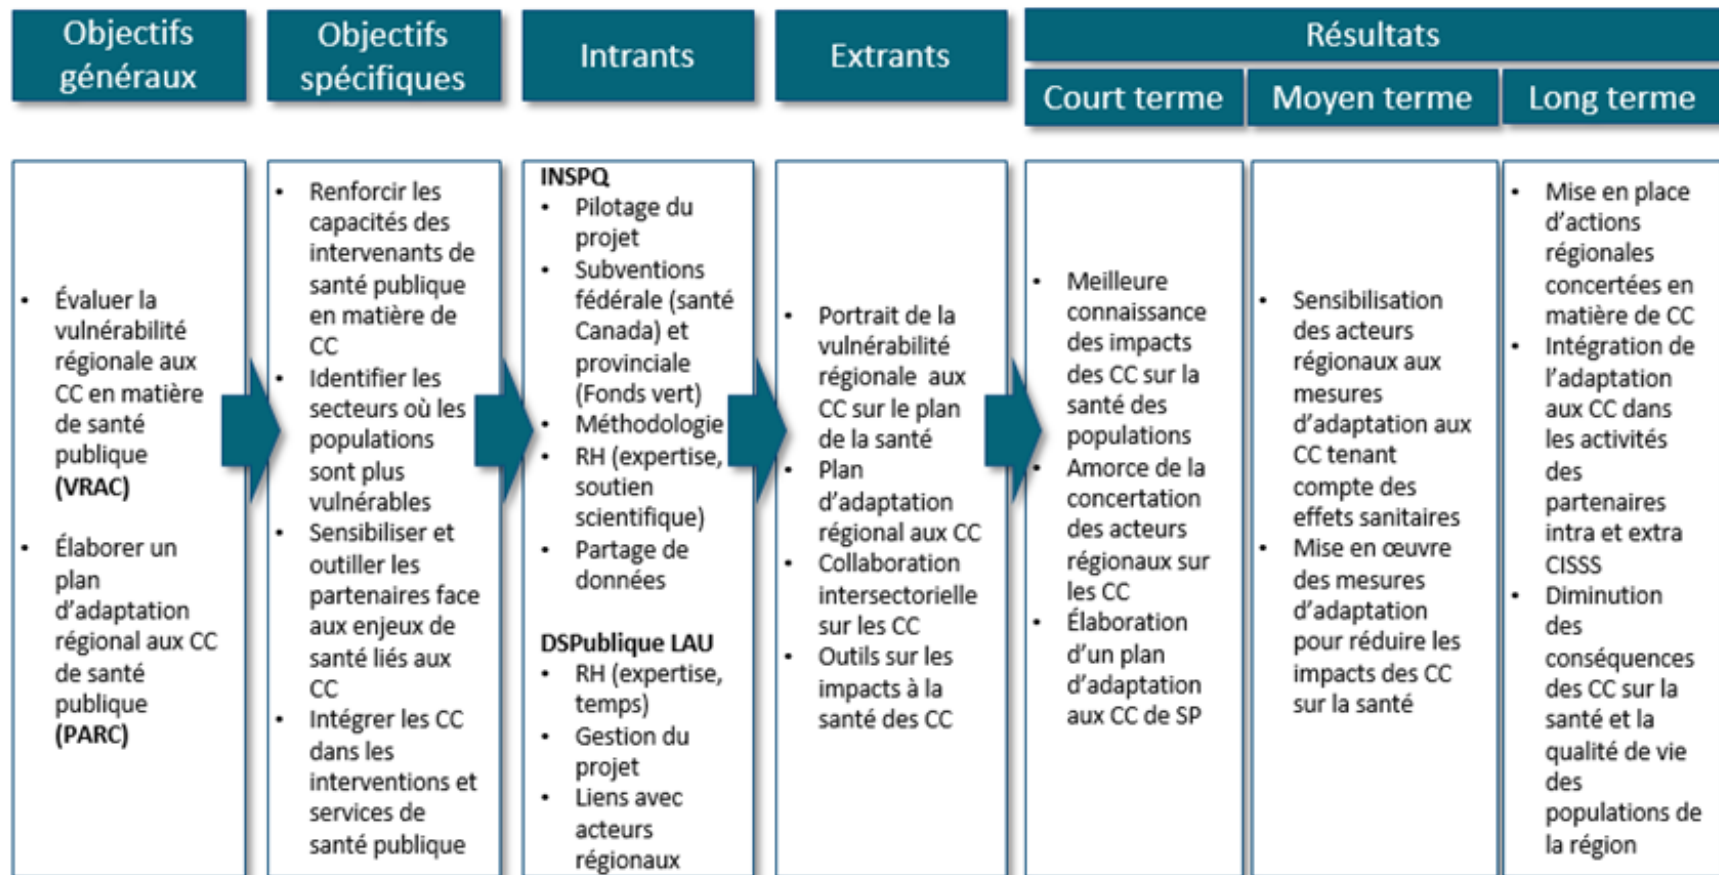 Objectifs
généraux
Objectifs
spécifiques
Intrants
Extrants
Résultats
Court terme
Moyen terme
Long terme
• Évaluer la
vulnérabilité
régionale aux
CC en matière
de santé
publique
(VRAC)
• Élaborer un
plan
d’adaptation
régional aux CC
de santé
publique
(PARC)
• Renforcir les
capacités des
intervenants de
santé publique
en matière de
CC
• Identifier les
secteurs où les
populations
sont plus
vulnérables
• Sensibiliser et
outiller les
partenaires face
aux enjeux de
santé liés aux
CC
• Intégrer les CC
dans les
interventions et
services de
santé publique
INSPQ
• Pilotage du
projet
• Subventions
fédérale (santé
Canada) et
provinciale
(Fonds vert)
• Méthodologie
• RH (expertise,
soutien
scientifique)
• Partage de
données
DSPublique LAU
• RH (expertise,
temps)
• Gestion du
projet
• Liens avec
acteurs
régionaux
• Portrait de la
vulnérabilité
régionale aux
CC sur le plan
de la santé
• Plan
d’adaptation
régional aux CC
• Collaboration
intersectorielle
sur les CC
• Outils sur les
impacts à la
santé des CC
• Meilleure
connaissance
des impacts
des CC sur la
santé des
populations
• Amorce de la
concertation
des acteurs
régionaux sur
les CC
• Élaboration
d’un plan
d’adaptation
aux CC de SP
• Sensibilisation
des acteurs
régionaux aux
mesures
d’adaptation aux
CC tenant
compte des
effets sanitaires
• Mise en œuvre
des mesures
d’adaptation
pour réduire les
impacts des CC
sur la santé
• Mise en place
d’actions
régionales
concertées en
matière de CC
• Intégration de
l’adaptation
aux CC dans
les activités
des
partenaires
intra et extra
CISSS
• Diminution
des
conséquences
des CC sur la
santé et la
qualité de vie
des
populations de
la région